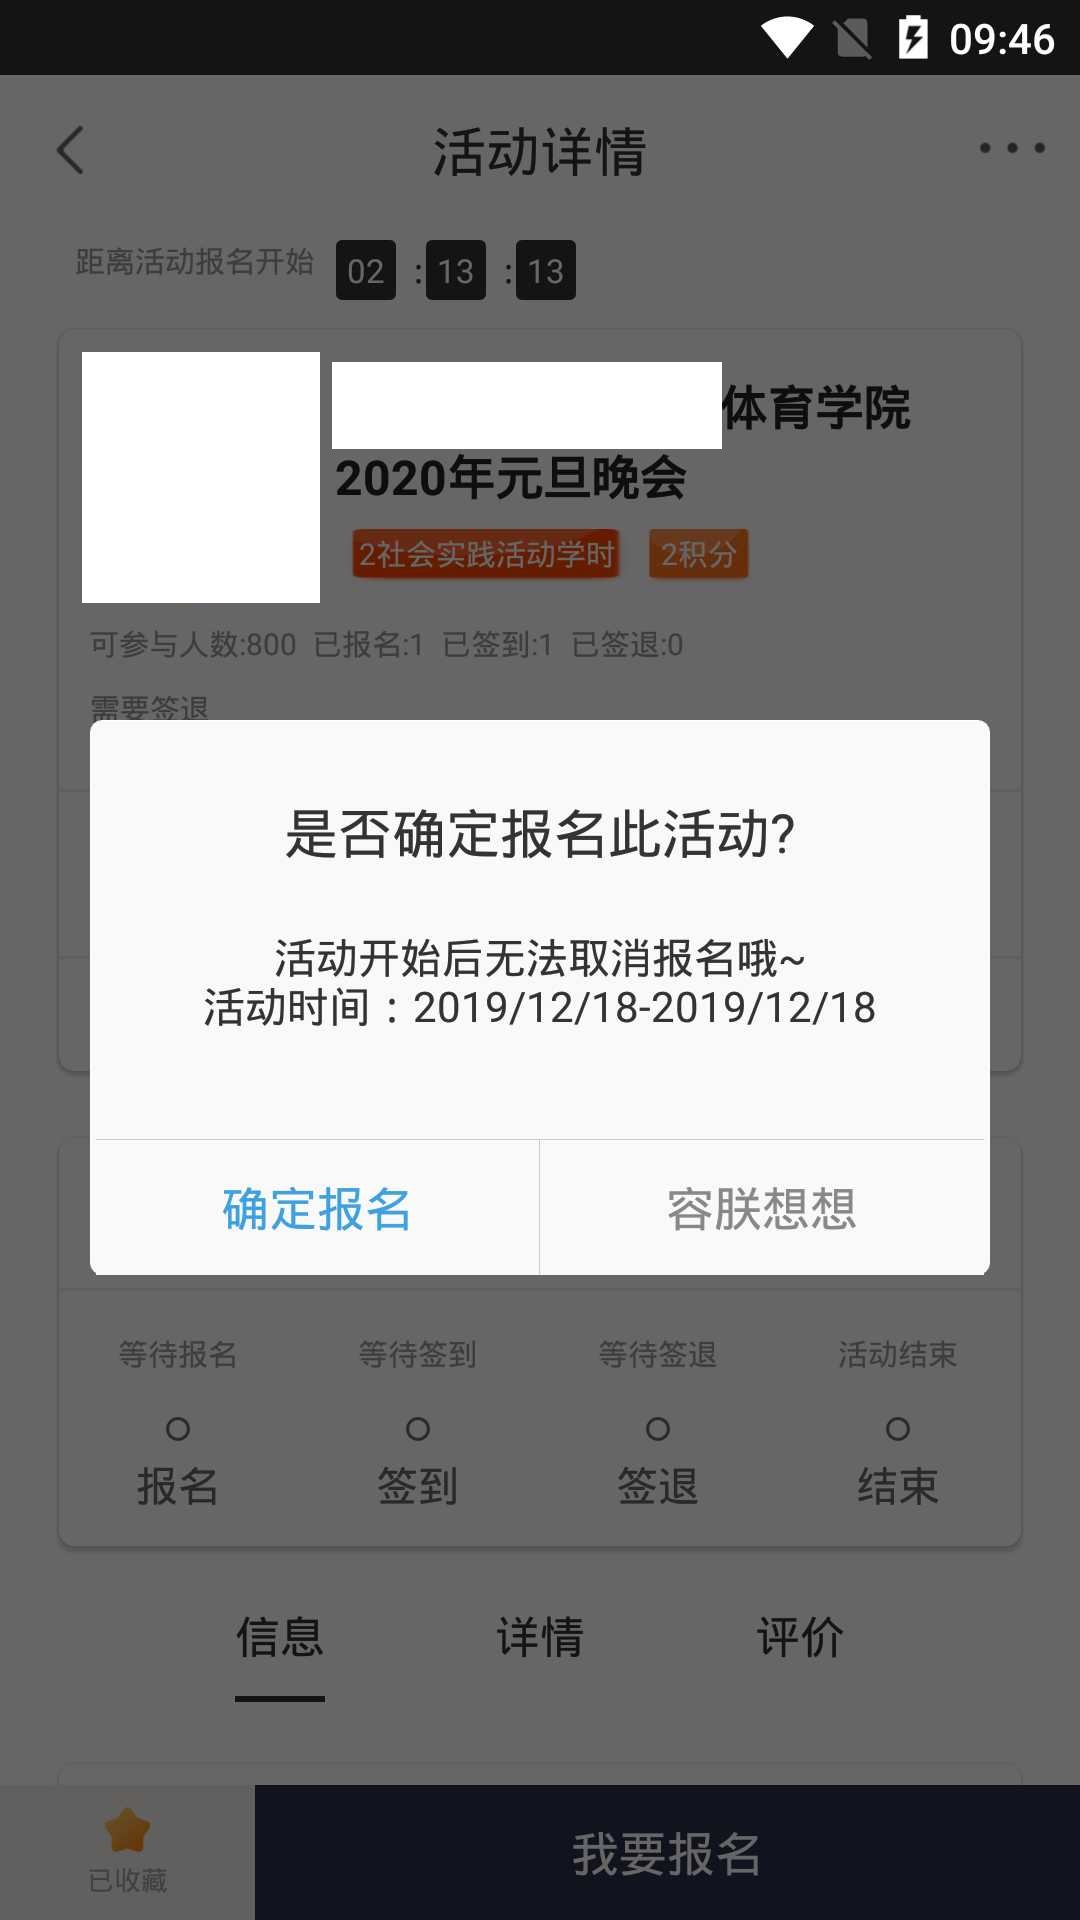 09:46
活动详情
距离活动报名开始 02 : 13 : 13
体育学院
2020年元旦晚会
2社会实践活动学时 2积分
可参与人数:800 已报名:1 已签到:1 已签退:0
需要签退
是否确定报名此活动?
活动开始后无法取消报名哦~
活动时间：2019/12/18-2019/12/18
确定报名 容朕想想
等待报名 等待签到 等待签退 活动结束
报名 签到 签退 结束
信息 详情 评价
已收藏
我要报名